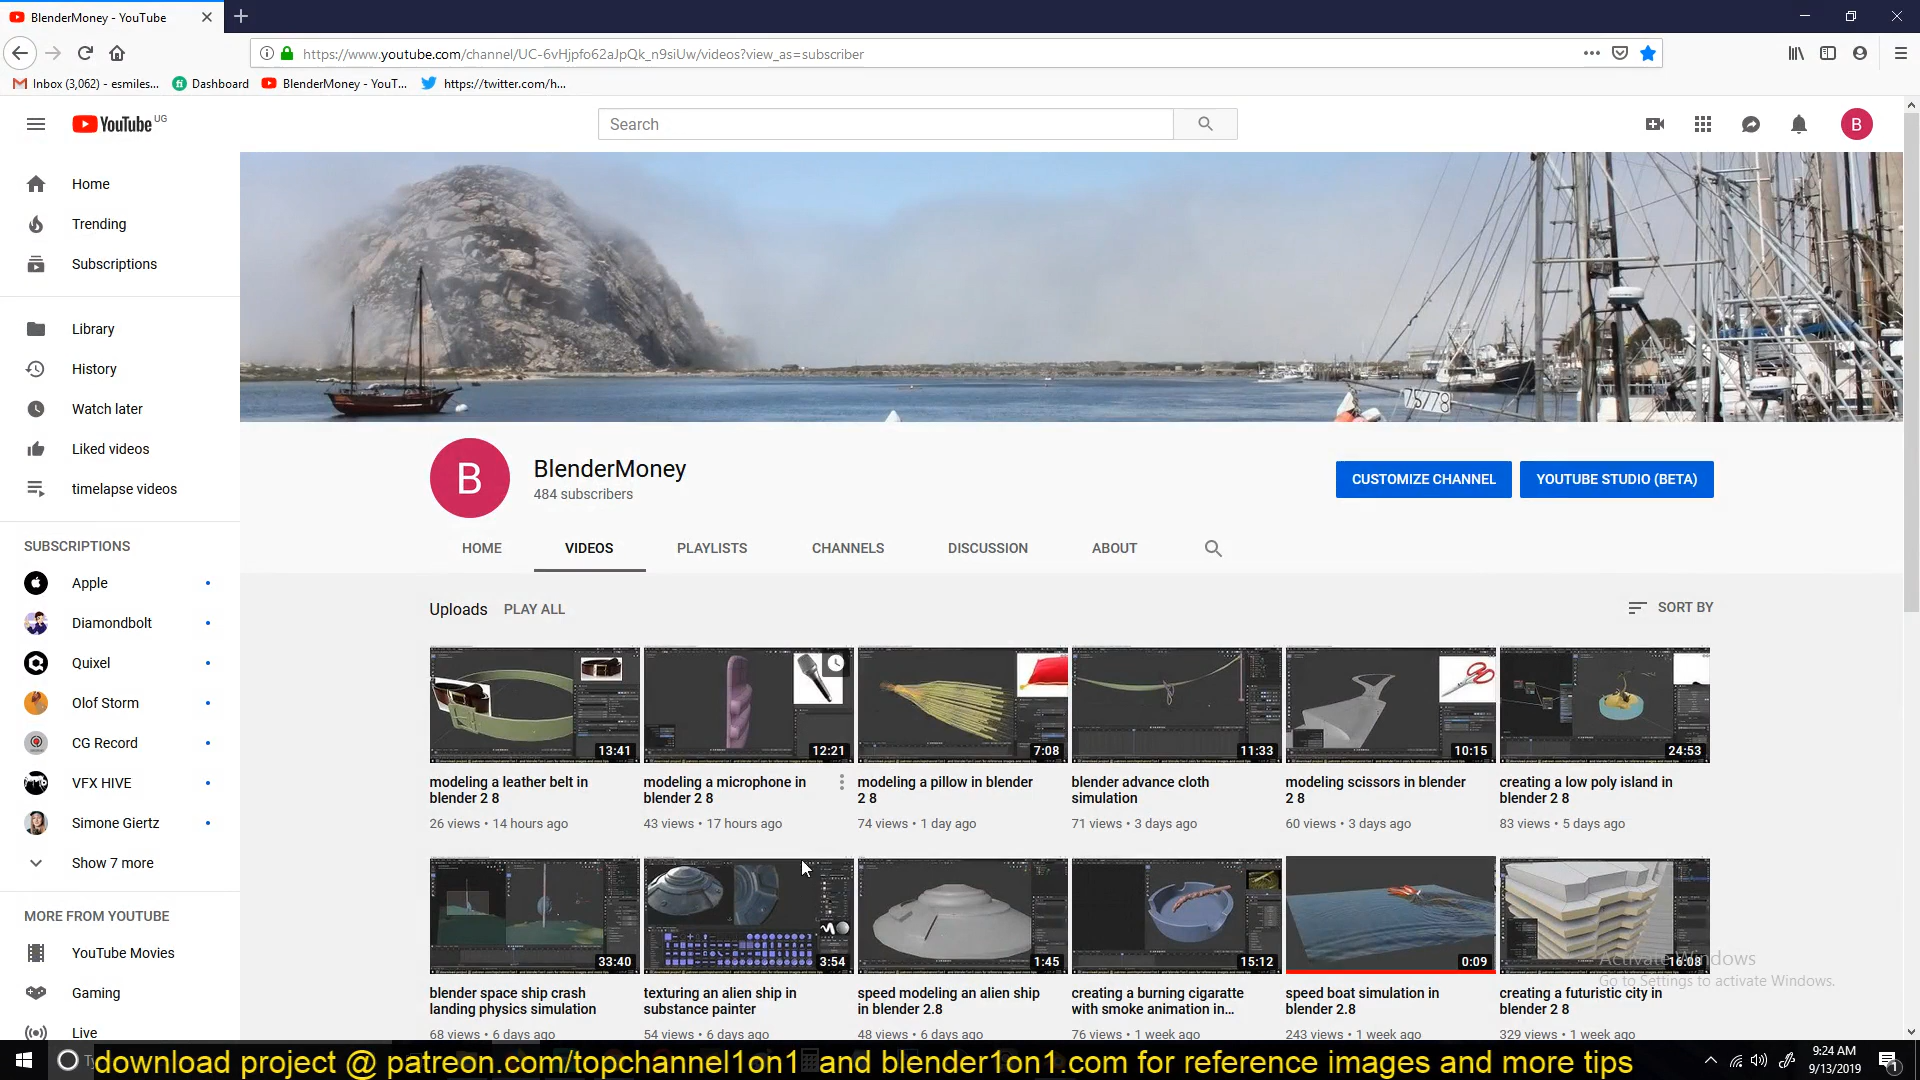 BlenderMoney - YouTube
https://www.youtube.com/channel/UC-6vHjpfo62aJpQk_n9siUw/videos?view_as=subscriber
Inbox (3,062) - esmiles... Dashboard BlenderMoney - YouT... https://twitter.com/h...
YouTube UG
Search
B
Home
Trending
Subscriptions
Library
History
Watch later
Liked videos
timelapse videos
SUBSCRIPTIONS
Apple
Diamondbolt
Quixel
Olof Storm
CG Record
VFX HIVE
Simone Giertz
Show 7 more
MORE FROM YOUTUBE
YouTube Movies
Gaming
Live
75/78
B
BlenderMoney
484 subscribers
CUSTOMIZE CHANNEL
YOUTUBE STUDIO (BETA)
HOME VIDEOS PLAYLISTS CHANNELS DISCUSSION ABOUT
Uploads PLAY ALL
SORT BY
13:41
modeling a leather belt in
blender 2 8
26 views • 14 hours ago
12:21
modeling a microphone in
blender 2 8
43 views • 17 hours ago
7:08
modeling a pillow in blender
2 8
74 views • 1 day ago
11:33
blender advance cloth
simulation
71 views • 3 days ago
10:15
modeling scissors in blender
2 8
60 views • 3 days ago
24:53
creating a low poly island in
blender 2 8
83 views • 5 days ago
33:40
blender space ship crash
landing physics simulation
68 views • 6 days ago
3:54
texturing an alien ship in
substance painter
54 views • 6 days ago
1:45
speed modeling an alien ship
in blender 2.8
48 views • 6 days ago
15:12
creating a burning cigaratte
with smoke animation in...
76 views • 1 week ago
0:09
speed boat simulation in
blender 2.8
243 views • 1 week ago
16:08
creating a futuristic city in
blender 2 8
329 views • 1 week ago
Activate Windows
Go to Settings to activate Windows.
download project @ patreon.com/topchannel1on1 and blender1on1.com for reference images and more tips
9:24 AM
9/13/2019
1